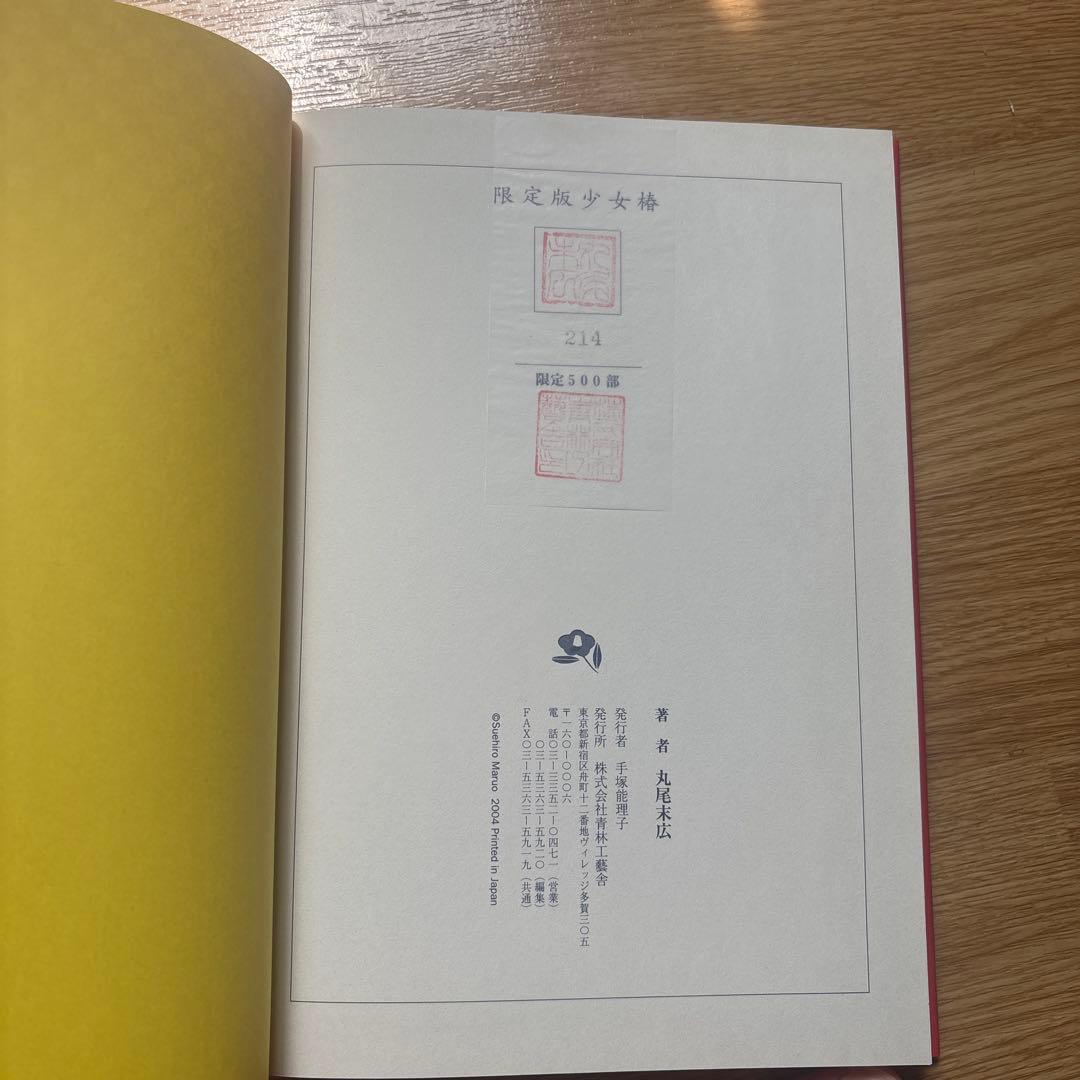 限定版少女椿
214
限定500部
著　者　丸尾末広
発行者　手塚能理子
発行所　株式会社青林工藝舎
東京都新宿区舟町十二番地ヴィレッジ多賀三〇五
〒一六〇-〇〇〇六
電　話〇三-三三五二-〇四七一(営業)
〇三-五三六三-五九二〇(編集)
FAX〇三-五三六三-五九一九(共通)
©Suehiro Maruo 2004 Printed in Japan